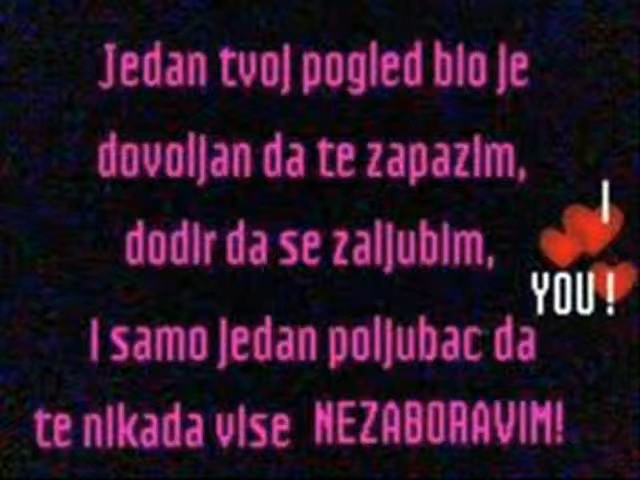 Jedan tvoj pogled bio je
dovoljan da te zapazim,
dodir da se zaljubim,
I samo jedan poljubac da
te nikada vise NEZABORAVIM!
I
YOU!